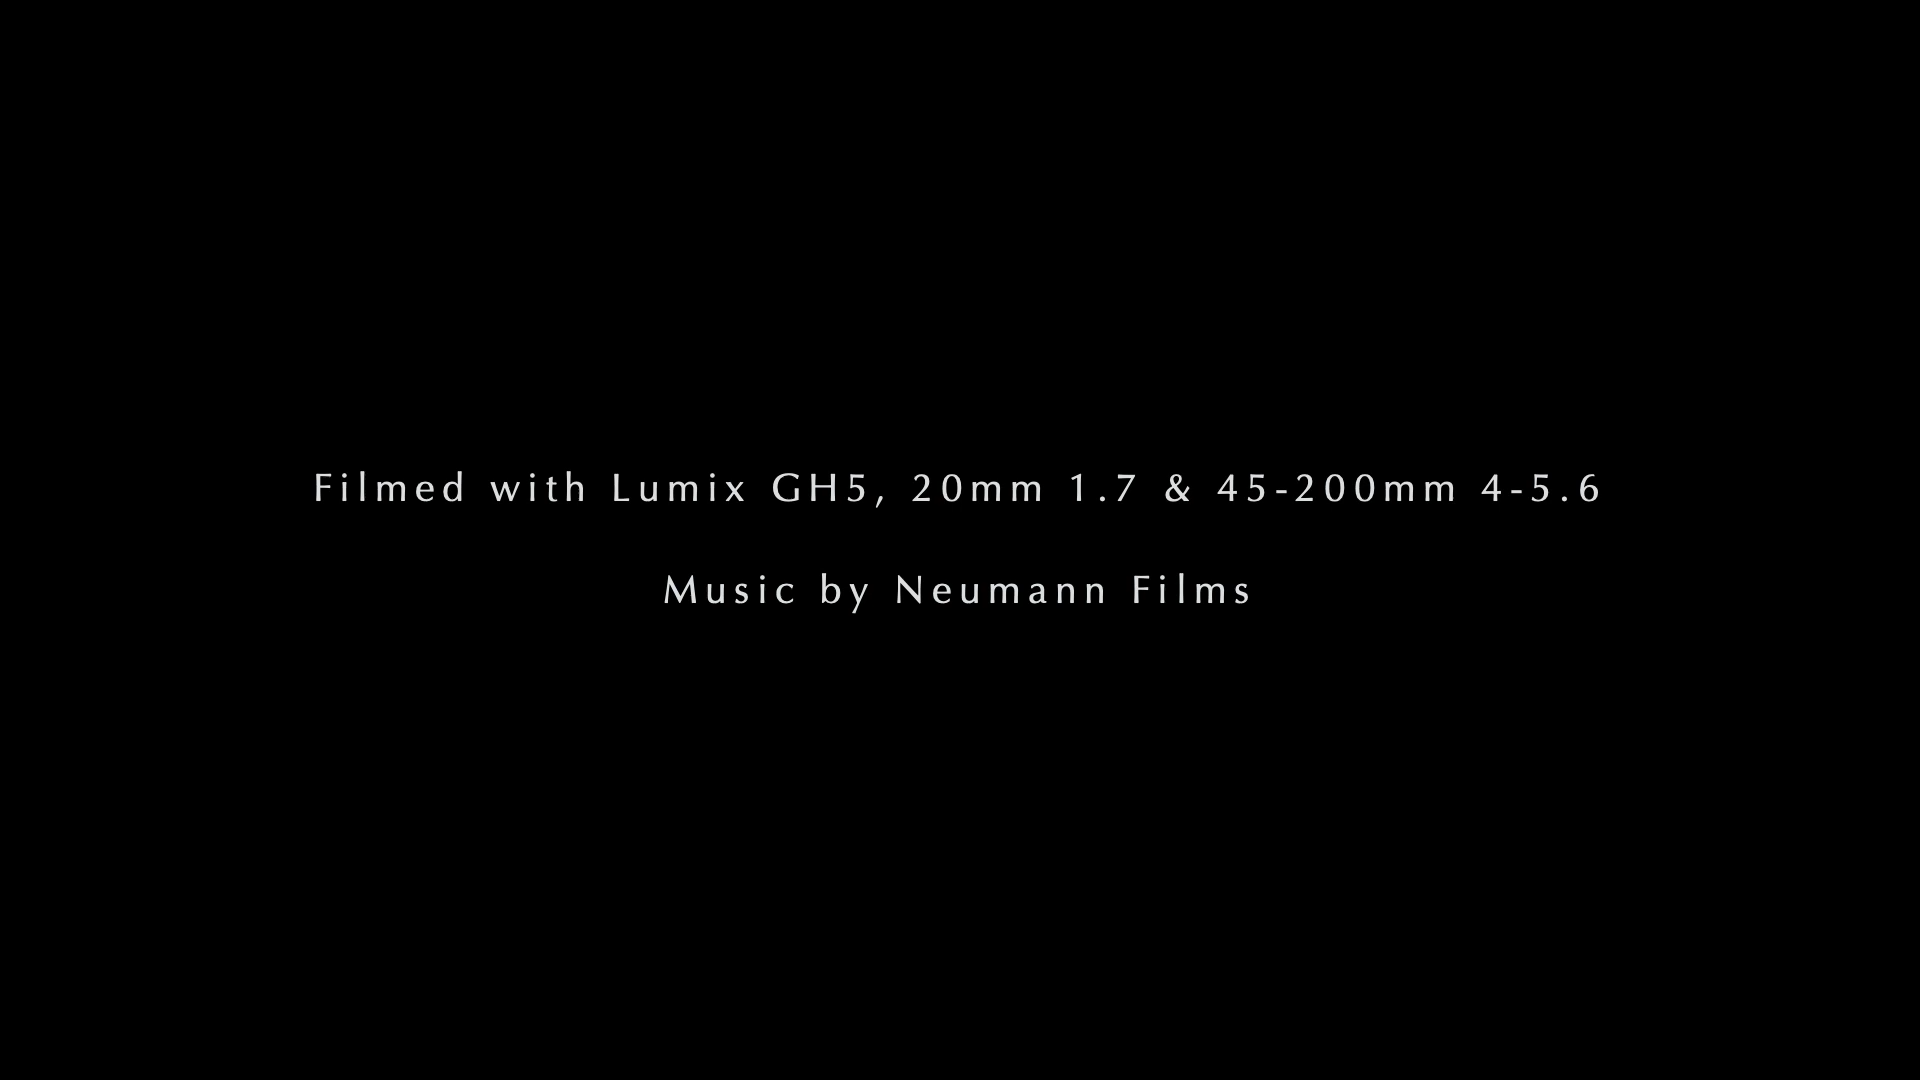 Filmed with Lumix GH5, 20mm 1.7 & 45-200mm 4-5.6
Music by Neumann Films